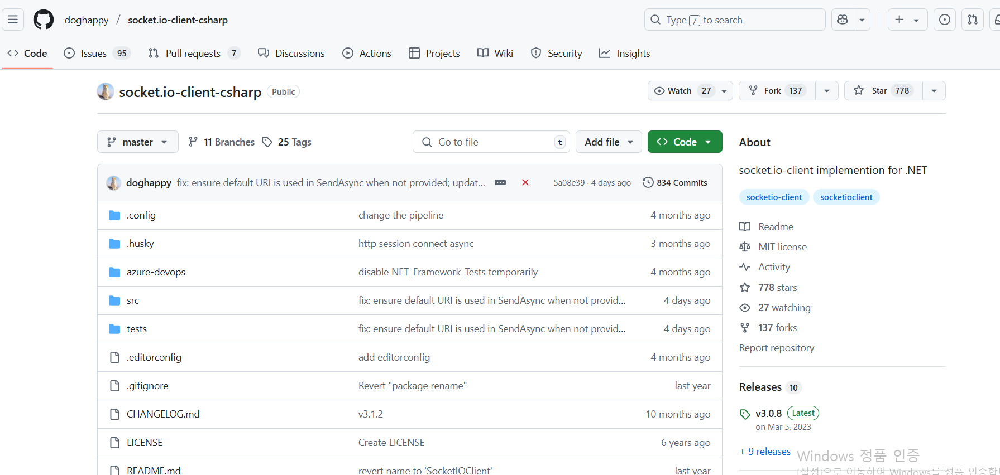 doghappy / socket.io-client-csharp
Type / to search
Code
Issues 95
Pull requests 7
Discussions
Actions
Projects
Wiki
Security
Insights
socket.io-client-csharp Public
Watch 27
Fork 137
Star 778
master
11 Branches
25 Tags
Go to file t
Add file
Code
doghappy fix: ensure default URI is used in SendAsync when not provided; updat... 5a08e39 · 4 days ago 834 Commits
.config change the pipeline 4 months ago
.husky http session connect async 3 months ago
azure-devops disable NET_Framework_Tests temporarily 4 months ago
src fix: ensure default URI is used in SendAsync when not provid... 4 days ago
tests fix: ensure default URI is used in SendAsync when not provid... 4 days ago
.editorconfig add editorconfig 4 months ago
.gitignore Revert "package rename" last year
CHANGELOG.md v3.1.2 10 months ago
LICENSE Create LICENSE 6 years ago
README.md revert name to 'SocketIOClient' last year
About
socket.io-client implemention for .NET
socketio-client socketioclient
Readme
MIT license
Activity
778 stars
27 watching
137 forks
Report repository
Releases 10
v3.0.8 Latest
on Mar 5, 2023
+ 9 releases
Windows 정품 인증
[설정]으로 이동하여 Windows를 정품 인증합